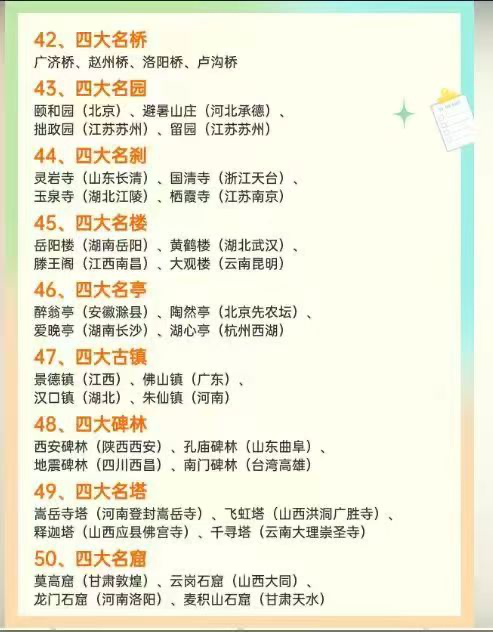 42、四大名桥
广济桥、赵州桥、洛阳桥、卢沟桥
43、四大名园
颐和园（北京）、避暑山庄（河北承德）、
拙政园（江苏苏州）、留园（江苏苏州）
44、四大名刹
灵岩寺（山东长清）、国清寺（浙江天台）、
玉泉寺（湖北江陵）、栖霞寺（江苏南京）
45、四大名楼
岳阳楼（湖南岳阳）、黄鹤楼（湖北武汉）、
滕王阁（江西南昌）、大观楼（云南昆明）
46、四大名亭
醉翁亭（安徽滁县）、陶然亭（北京先农坛）、
爱晚亭（湖南长沙）、湖心亭（杭州西湖）
47、四大古镇
景德镇（江西）、佛山镇（广东）、
汉口镇（湖北）、朱仙镇（河南）
48、四大碑林
西安碑林（陕西西安）、孔庙碑林（山东曲阜）、
地震碑林（四川西昌）、南门碑林（台湾高雄）
49、四大名塔
嵩岳寺塔（河南登封嵩岳寺）、飞虹塔（山西洪洞广胜寺）、
释迦塔（山西应县佛宫寺）、千寻塔（云南大理崇圣寺）
50、四大名窟
莫高窟（甘肃敦煌）、云岗石窟（山西大同）、
龙门石窟（河南洛阳）、麦积山石窟（甘肃天水）